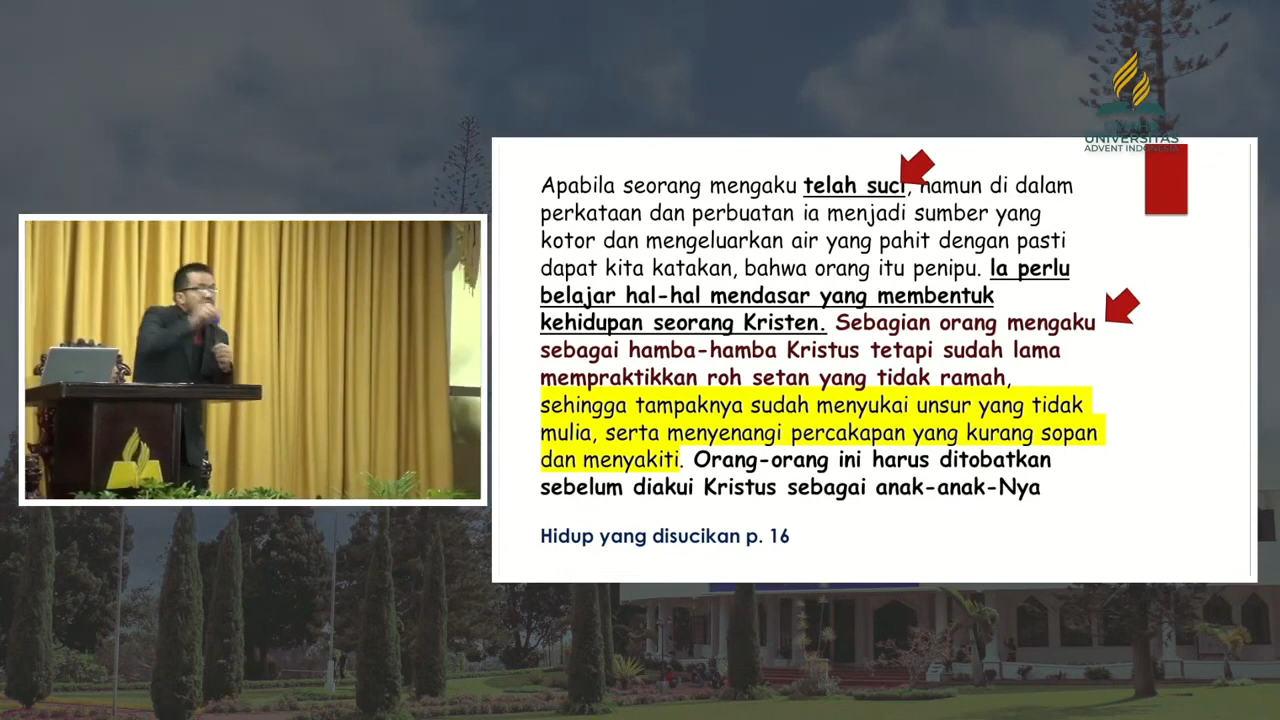 UNIVERSITAS
ADVENT INDONESIA
Apabila seorang mengaku telah suci, namun di dalam
perkataan dan perbuatan ia menjadi sumber yang
kotor dan mengeluarkan air yang pahit dengan pasti
dapat kita katakan, bahwa orang itu penipu. Ia perlu
belajar hal-hal mendasar yang membentuk
kehidupan seorang Kristen. Sebagian orang mengaku
sebagai hamba-hamba Kristus tetapi sudah lama
mempraktikkan roh setan yang tidak ramah,
sehingga tampaknya sudah menyukai unsur yang tidak
mulia, serta menyenangi percakapan yang kurang sopan
dan menyakiti. Orang-orang ini harus ditobatkan
sebelum diakui Kristus sebagai anak-anak-Nya
Hidup yang disucikan p. 16